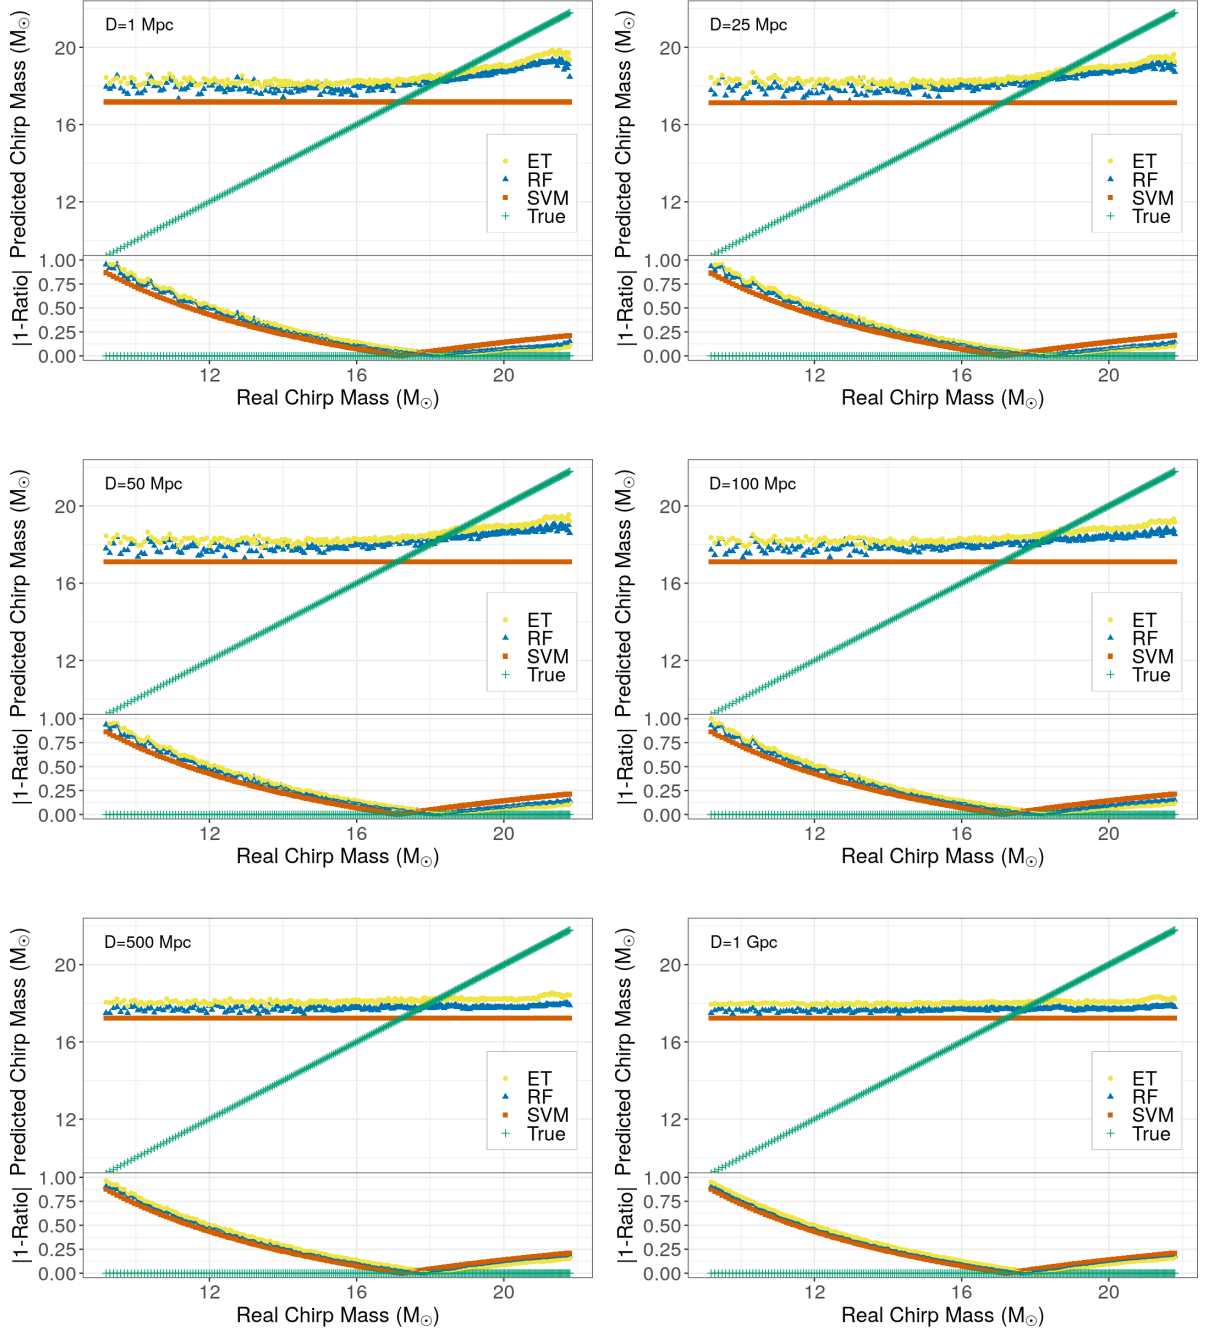 D=1 Mpc
Predicted Chirp Mass (M☉)
20
16
12
ET
RF
SVM
True
|1-Ratio|
1.00
0.75
0.50
0.25
0.00
12
16
20
Real Chirp Mass (M☉)
D=25 Mpc
Predicted Chirp Mass (M☉)
20
16
12
ET
RF
SVM
True
|1-Ratio|
1.00
0.75
0.50
0.25
0.00
12
16
20
Real Chirp Mass (M☉)
D=50 Mpc
Predicted Chirp Mass (M☉)
20
16
12
ET
RF
SVM
True
|1-Ratio|
1.00
0.75
0.50
0.25
0.00
12
16
20
Real Chirp Mass (M☉)
D=100 Mpc
Predicted Chirp Mass (M☉)
20
16
12
ET
RF
SVM
True
|1-Ratio|
1.00
0.75
0.50
0.25
0.00
12
16
20
Real Chirp Mass (M☉)
D=500 Mpc
Predicted Chirp Mass (M☉)
20
16
12
ET
RF
SVM
True
|1-Ratio|
1.00
0.75
0.50
0.25
0.00
12
16
20
Real Chirp Mass (M☉)
D=1 Gpc
Predicted Chirp Mass (M☉)
20
16
12
ET
RF
SVM
True
|1-Ratio|
1.00
0.75
0.50
0.25
0.00
12
16
20
Real Chirp Mass (M☉)